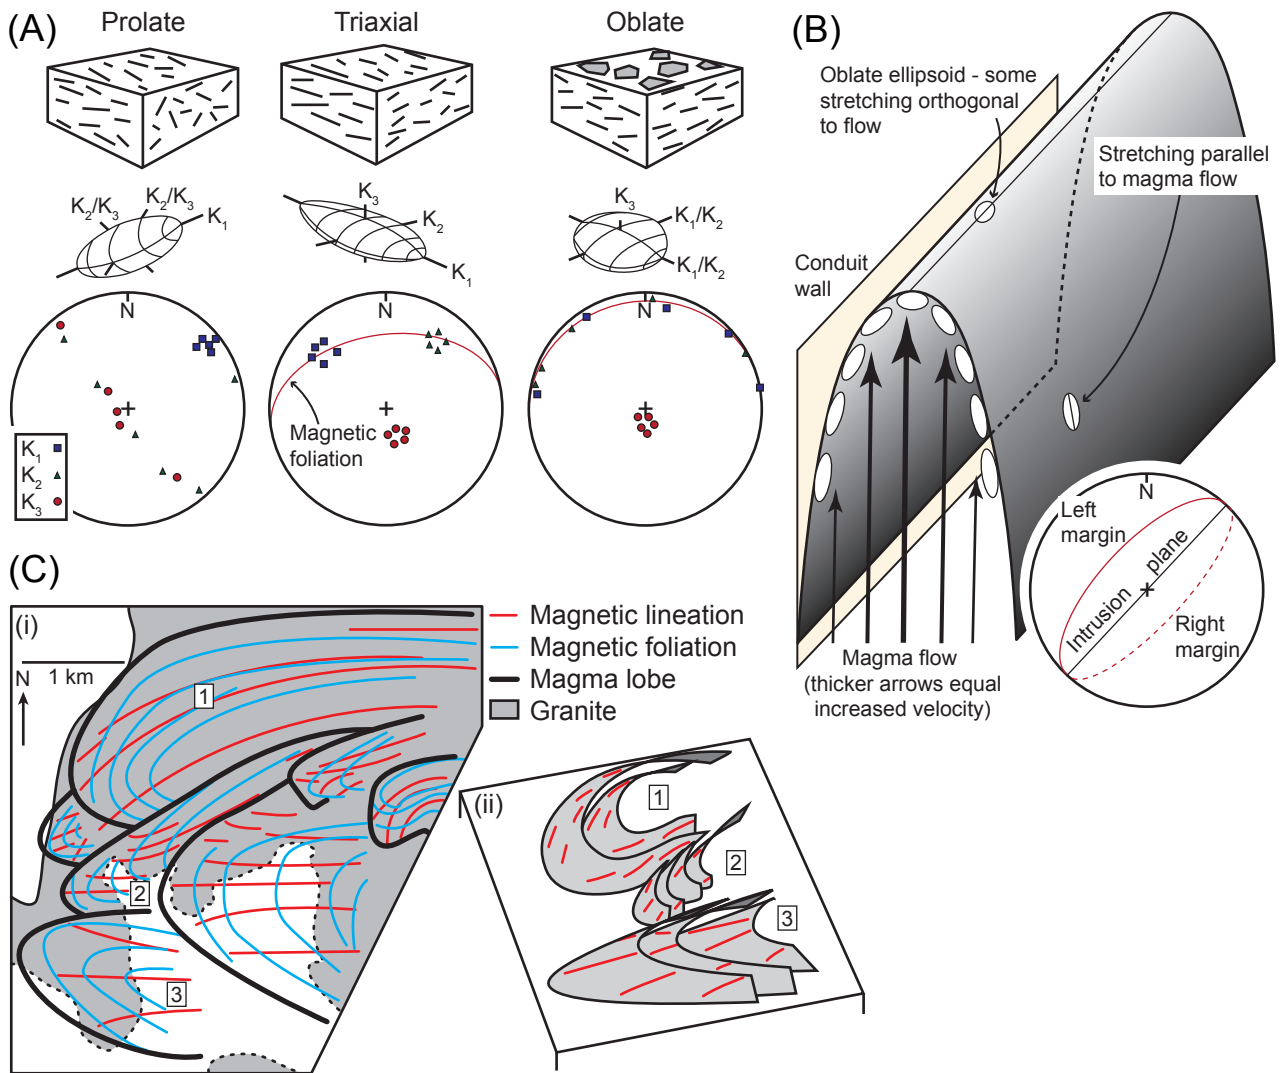 (A)
Prolate
Triaxial
Oblate
K2/K3
K2/K3
K1
K3
K2
K1
K3
K1/K2
K1/K2
N
N
N
Magnetic
foliation
K1
K2
K3
(B)
Oblate ellipsoid - some
stretching orthogonal
to flow
Stretching parallel
to magma flow
Conduit
wall
Magma flow
(thicker arrows equal
increased velocity)
N
Left
margin
Intrusion plane
Right
margin
(C)
(i)
1 km
N
1
2
3
Magnetic lineation
Magnetic foliation
Magma lobe
Granite
(ii)
1
2
3